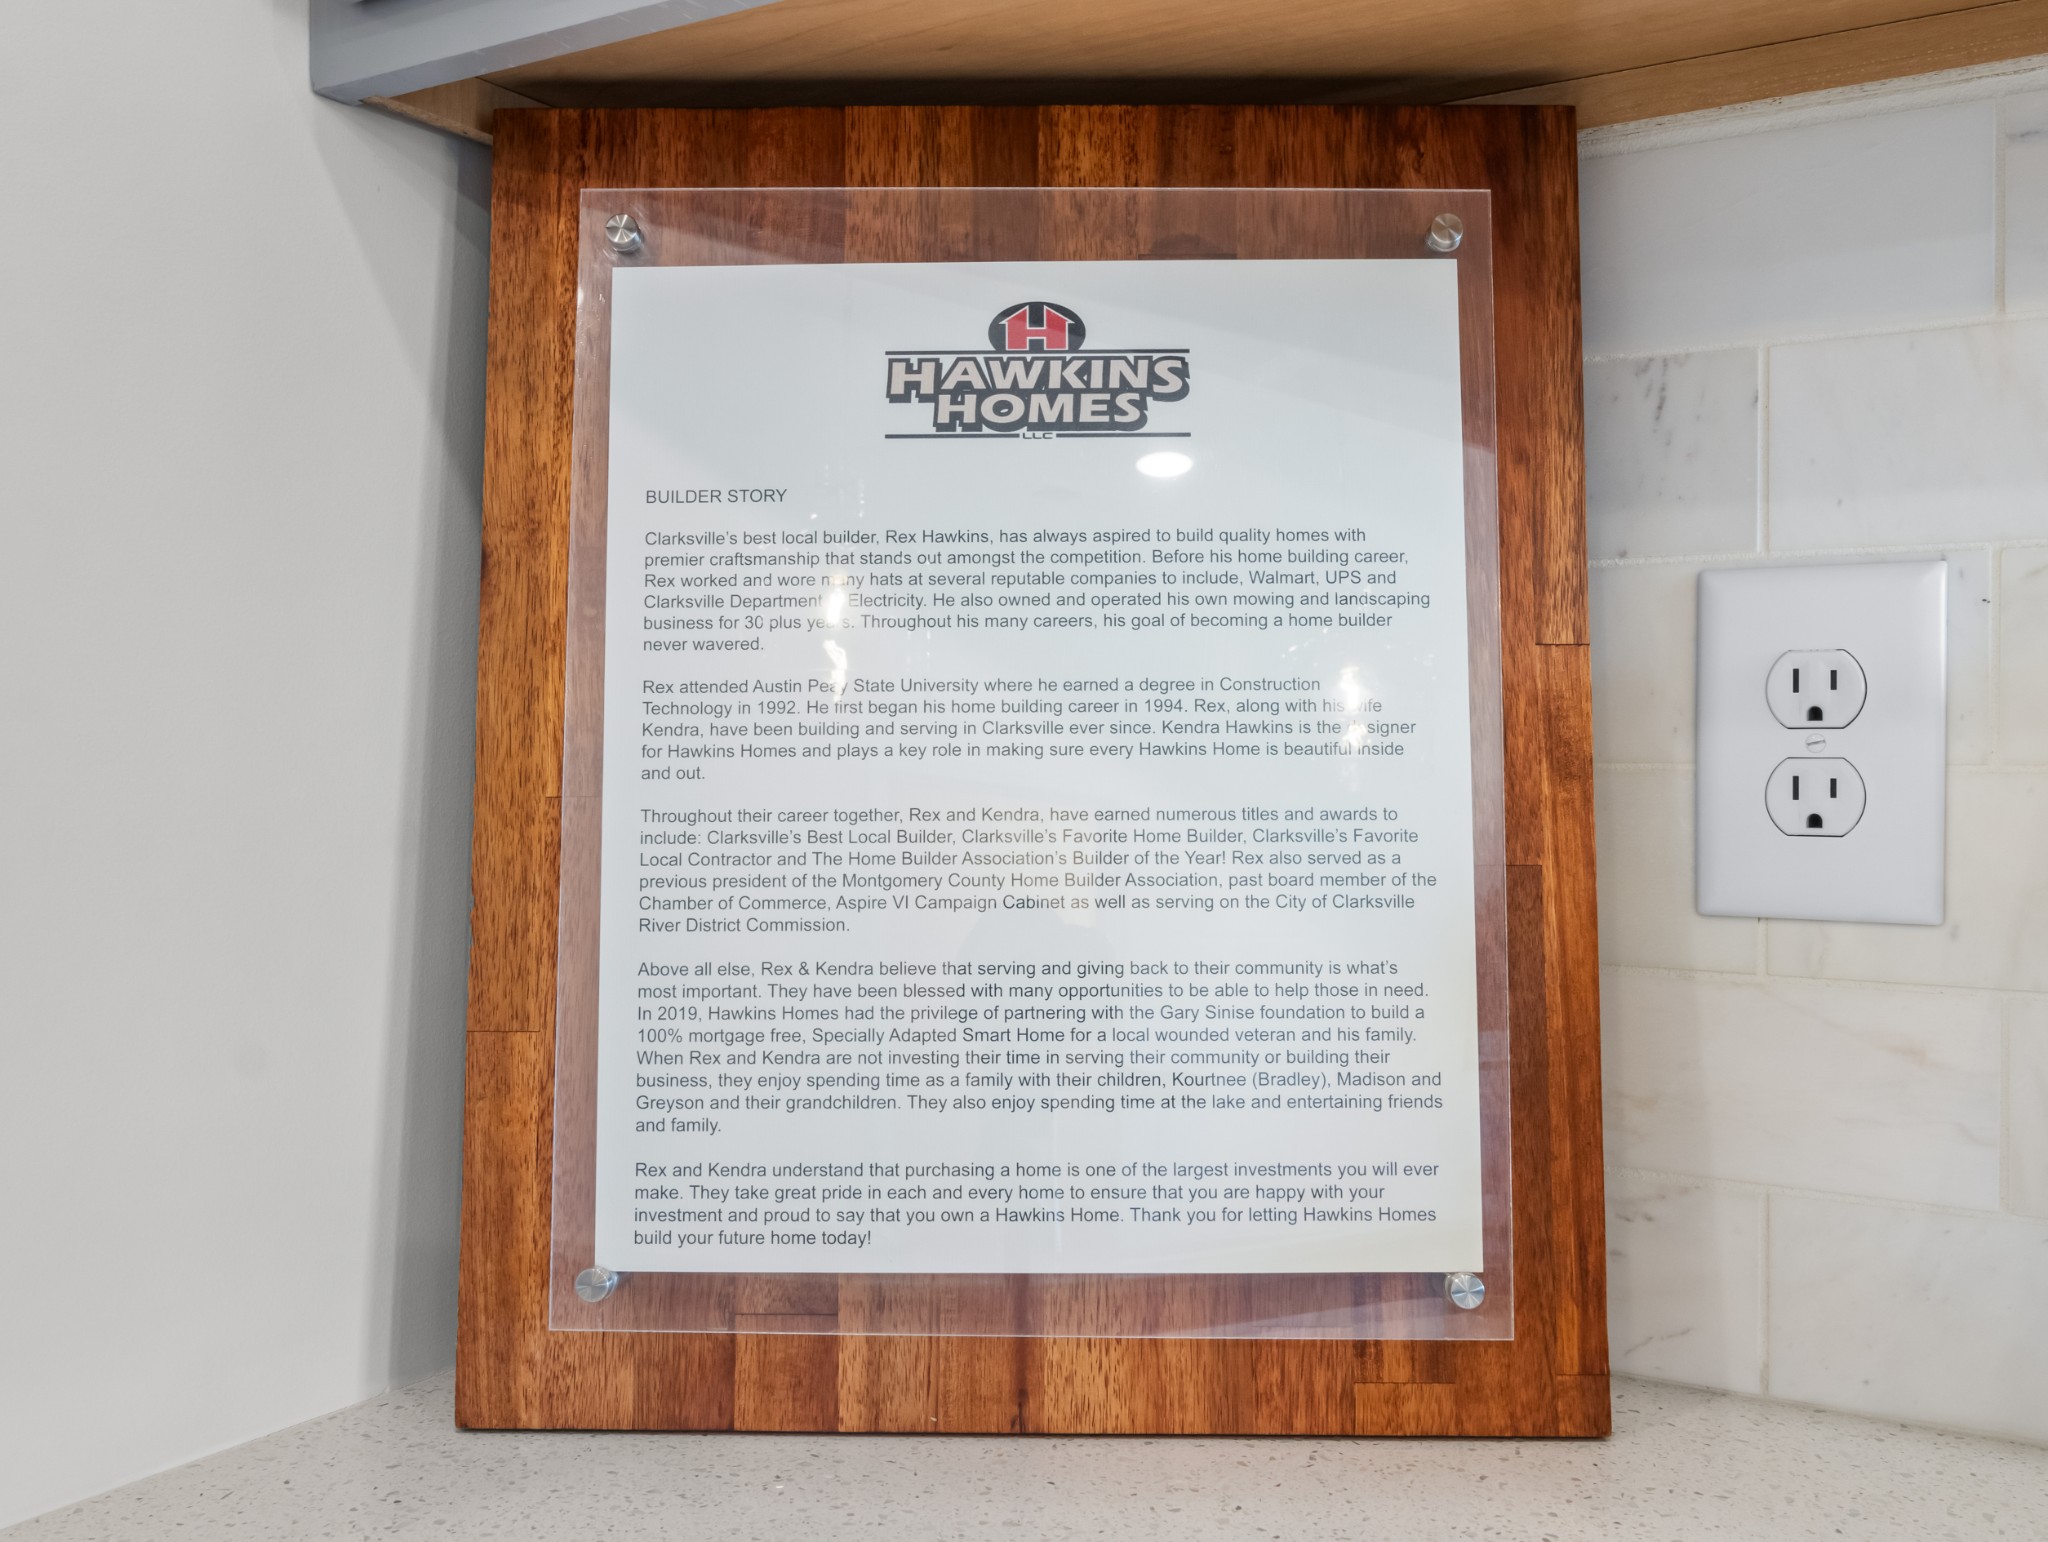 H
HAWKINS
HOMES
LLC
BUILDER STORY
Clarksville's best local builder, Rex Hawkins, has always aspired to build quality homes with
premier craftsmanship that stands out amongst the competition. Before his home building career,
Rex worked and wore many hats at several reputable companies to include, Walmart, UPS and
Clarksville Department Electricity. He also owned and operated his own mowing and landscaping
business for 30 plus years. Throughout his many careers, his goal of becoming a home builder
never wavered.
Rex attended Austin Peay State University where he earned a degree in Construction
Technology in 1992. He first began his home building career in 1994. Rex, along with his wife
Kendra, have been building and serving in Clarksville ever since. Kendra Hawkins is the designer
for Hawkins Homes and plays a key role in making sure every Hawkins Home is beautiful inside
and out.
Throughout their career together, Rex and Kendra, have earned numerous titles and awards to
include: Clarksville's Best Local Builder, Clarksville's Favorite Home Builder, Clarksville's Favorite
Local Contractor and The Home Builder Association's Builder of the Year! Rex also served as a
previous president of the Montgomery County Home Builder Association, past board member of the
Chamber of Commerce, Aspire VI Campaign Cabinet as well as serving on the City of Clarksville
River District Commission.
Above all else, Rex & Kendra believe that serving and giving back to their community is what's
most important. They have been blessed with many opportunities to be able to help those in need.
In 2019, Hawkins Homes had the privilege of partnering with the Gary Sinise foundation to build a
100% mortgage free, Specially Adapted Smart Home for a local wounded veteran and his family.
When Rex and Kendra are not investing their time in serving their community or building their
business, they enjoy spending time as a family with their children, Kourtnee (Bradley), Madison and
Greyson and their grandchildren. They also enjoy spending time at the lake and entertaining friends
and family.
Rex and Kendra understand that purchasing a home is one of the largest investments you will ever
make. They take great pride in each and every home to ensure that you are happy with your
investment and proud to say that you own a Hawkins Home. Thank you for letting Hawkins Homes
build your future home today!